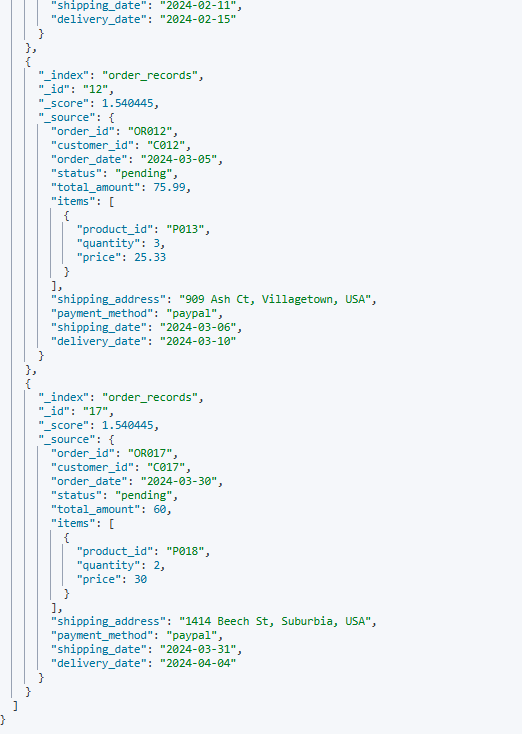 "shipping_date": "2024-02-11",
"delivery_date": "2024-02-15"
}
},
{
"_index": "order_records",
"_id": "12",
"_score": 1.540445,
"_source": {
"order_id": "OR012",
"customer_id": "C012",
"order_date": "2024-03-05",
"status": "pending",
"total_amount": 75.99,
"items": [
{
"product_id": "P013",
"quantity": 3,
"price": 25.33
}
],
"shipping_address": "909 Ash Ct, Villagetown, USA",
"payment_method": "paypal",
"shipping_date": "2024-03-06",
"delivery_date": "2024-03-10"
}
},
{
"_index": "order_records",
"_id": "17",
"_score": 1.540445,
"_source": {
"order_id": "OR017",
"customer_id": "C017",
"order_date": "2024-03-30",
"status": "pending",
"total_amount": 60,
"items": [
{
"product_id": "P018",
"quantity": 2,
"price": 30
}
],
"shipping_address": "1414 Beech St, Suburbia, USA",
"payment_method": "paypal",
"shipping_date": "2024-03-31",
"delivery_date": "2024-04-04"
}
}
]
}